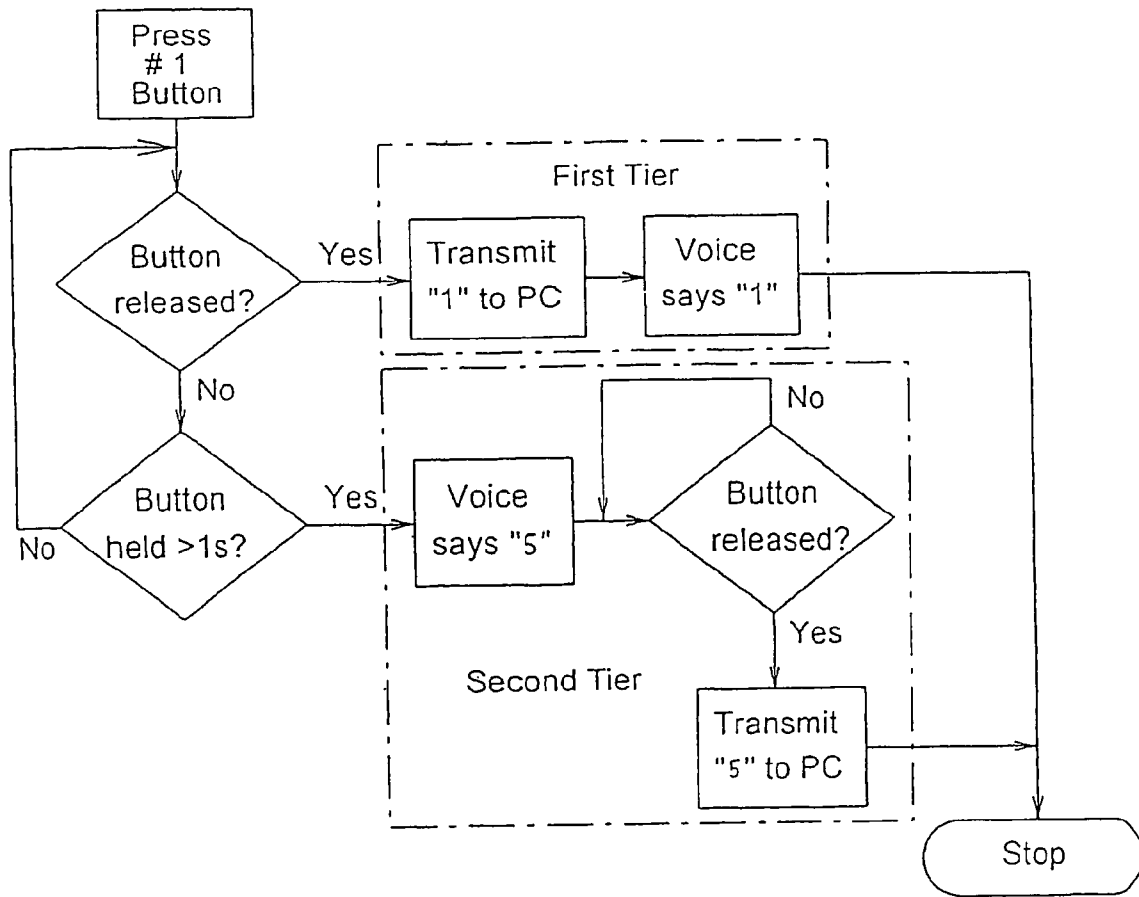 Press
# 1
Button
First Tier
Button
released?
Yes
Transmit
"1" to PC
Voice
says "1"
No
No
Button
held >1s?
Yes
No
Voice
says "5"
Button
released?
Yes
Second Tier
Transmit
"5" to PC
Stop